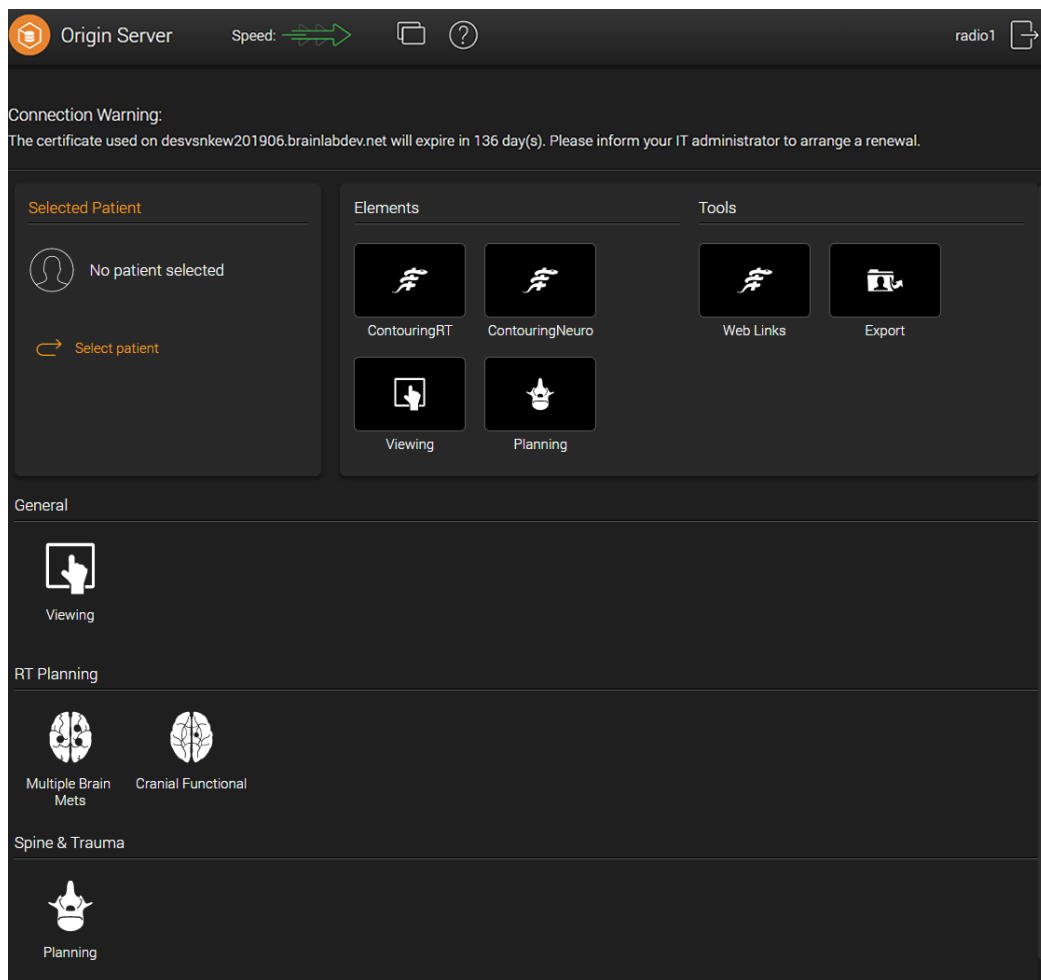 Origin Server
Speed:
radio1
Connection Warning:
The certificate used on desvsnkew201906.brainlabdev.net will expire in 136 day(s). Please inform your IT administrator to arrange a renewal.
Selected Patient
No patient selected
Select patient
Elements
ContouringRT
ContouringNeuro
Viewing
Planning
Tools
Web Links
Export
General
Viewing
RT Planning
Multiple Brain
Mets
Cranial Functional
Spine & Trauma
Planning